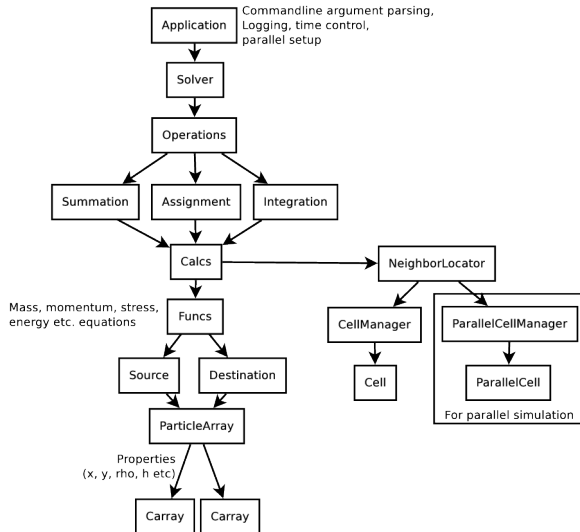 Application
Commandline argument parsing,
Logging, time control,
parallel setup
Solver
Operations
Summation
Assignment
Integration
Calcs
NeighborLocator
Mass, momentum, stress,
energy etc. equations
Funcs
CellManager
ParallelCellManager
Source
Destination
Cell
ParallelCell
For parallel simulation
ParticleArray
Properties
(x, y, rho, h etc)
Carray
Carray